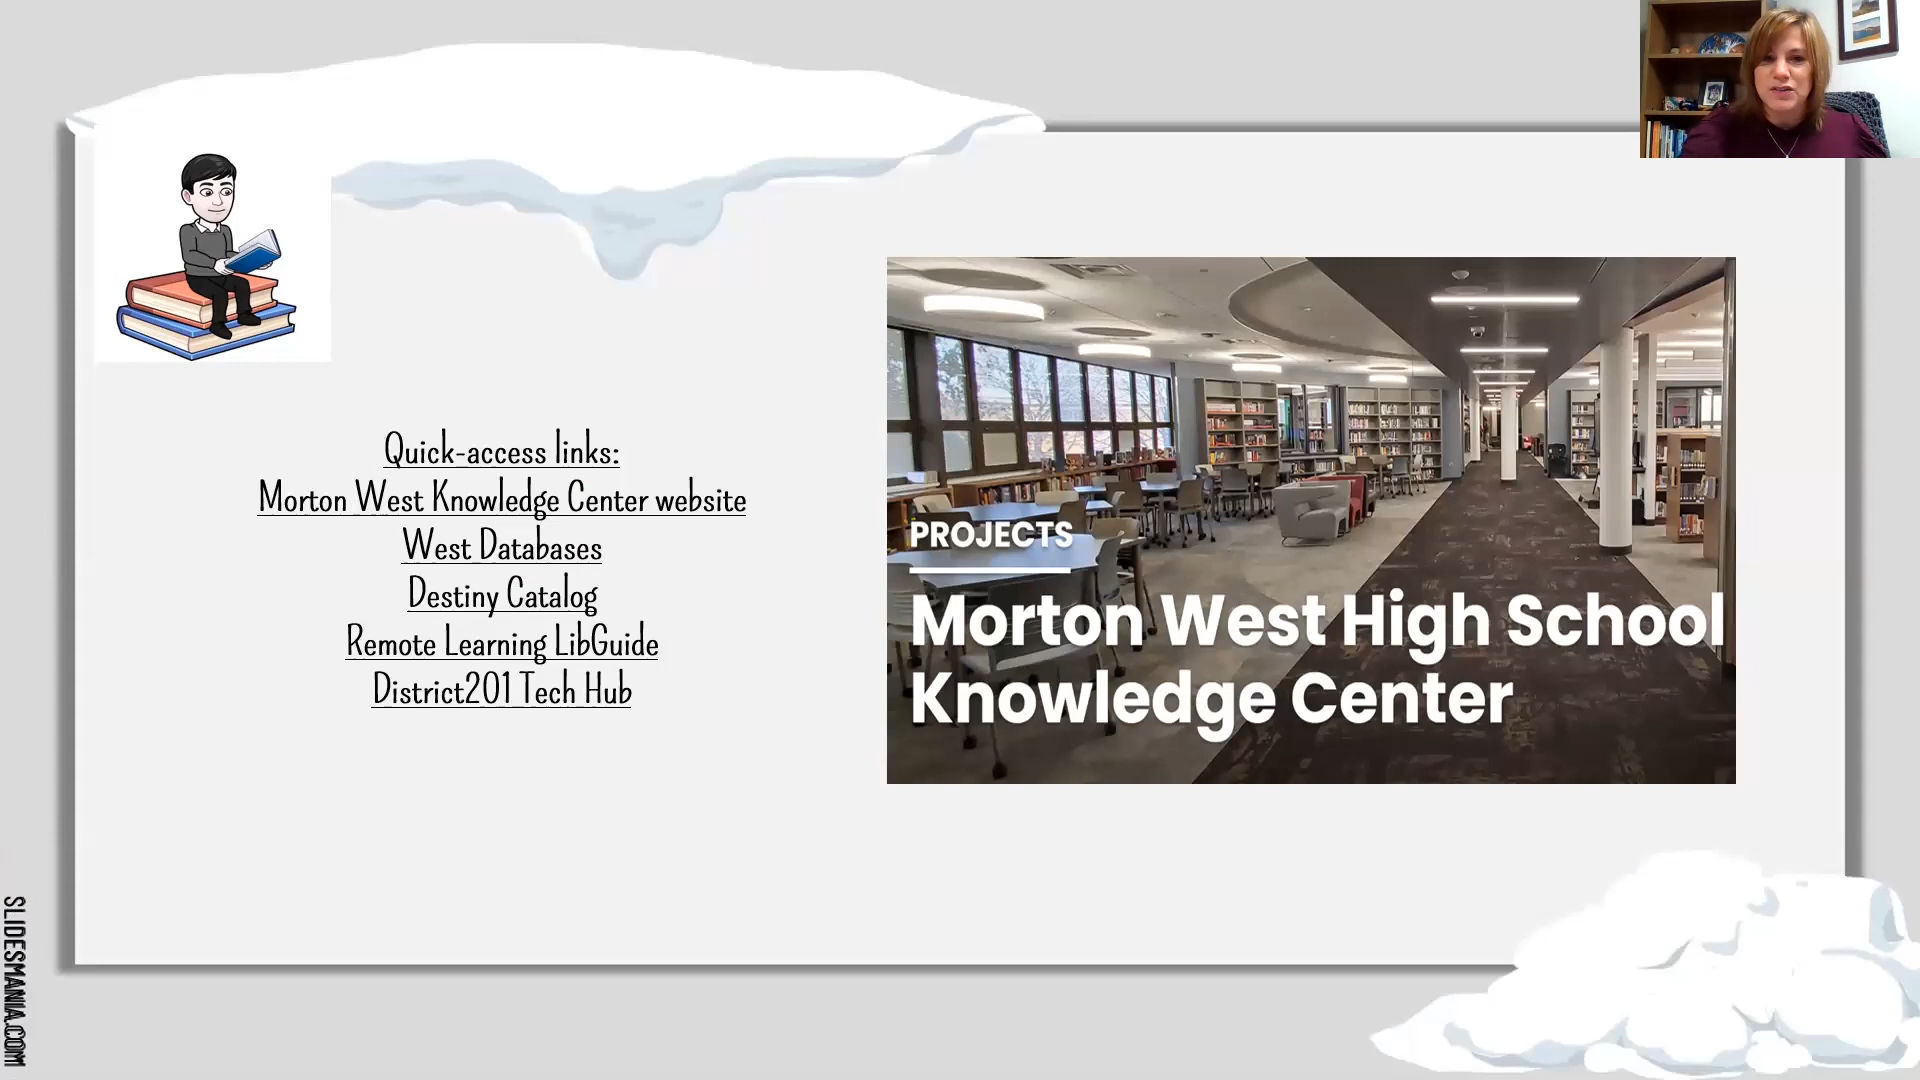 Quick-access links:
Morton West Knowledge Center website
West Databases
Destiny Catalog
Remote Learning LibGuide
District201 Tech Hub
PROJECTS
Morton West High School
Knowledge Center
SLIDESMANIA.COM